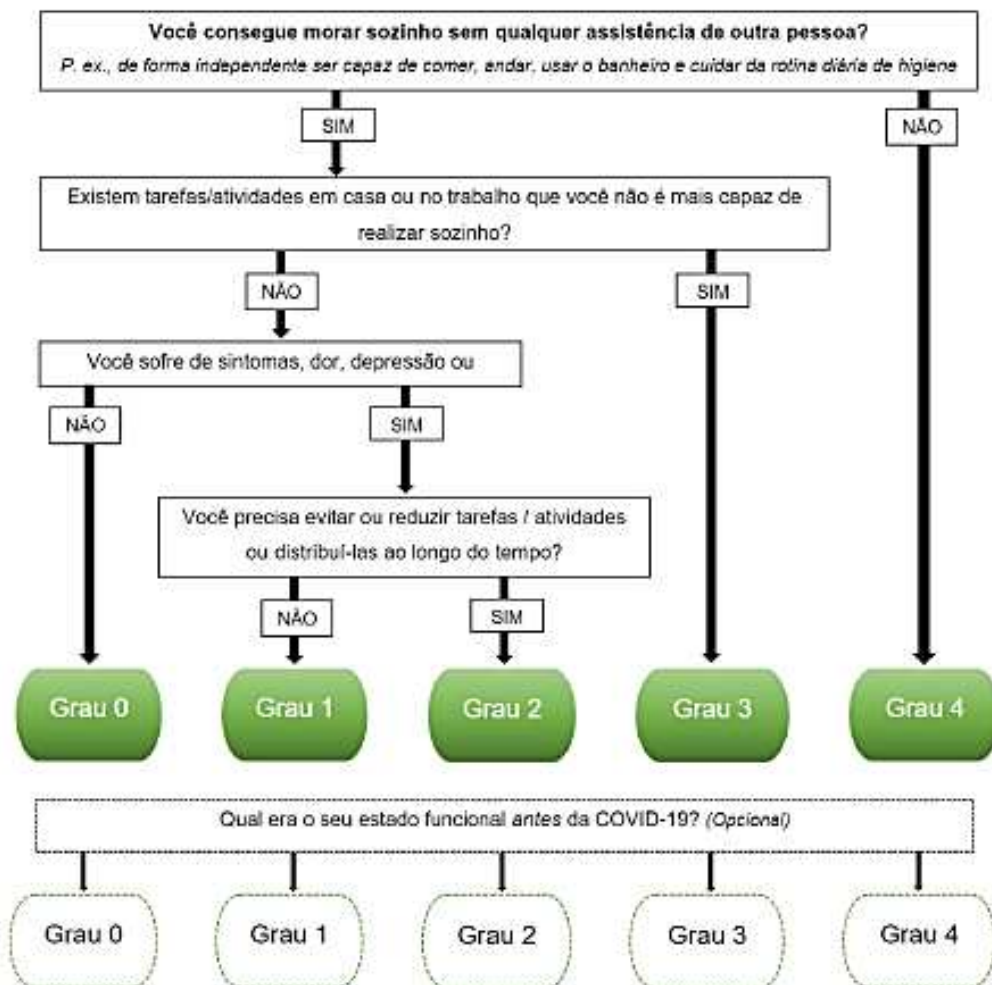 Você consegue morar sozinho sem qualquer assistência de outra pessoa?
P. ex., de forma independente ser capaz de comer, andar, usar o banheiro e cuidar da rotina diária de higiene
SIM
NÃO
Existem tarefas/atividades em casa ou no trabalho que você não é mais capaz de
realizar sozinho?
NÃO
SIM
Você sofre de sintomas, dor, depressão ou
NÃO
SIM
Você precisa evitar ou reduzir tarefas / atividades
ou distribuí-las ao longo do tempo?
NÃO
SIM
Grau 0
Grau 1
Grau 2
Grau 3
Grau 4
Qual era o seu estado funcional antes da COVID-19? (Opcional)
Grau 0
Grau 1
Grau 2
Grau 3
Grau 4